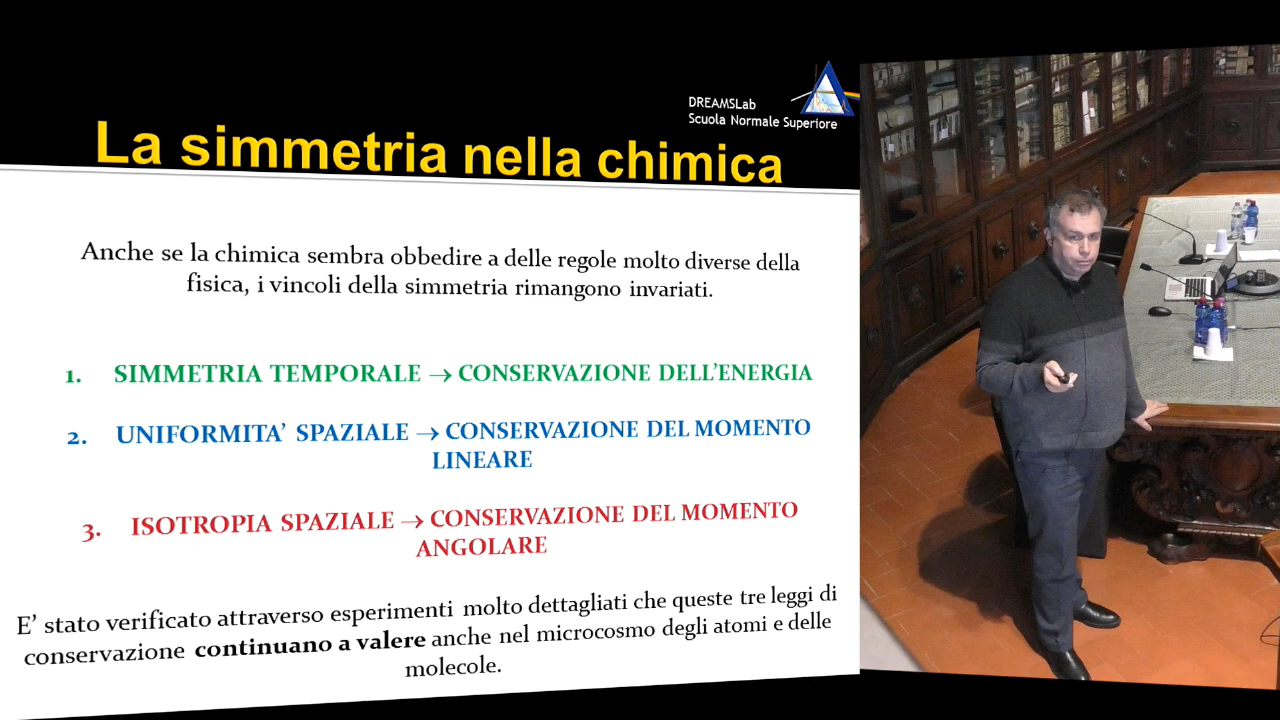 DREAMSLab
Scuola Normale Superiore
La simmetria nella chimica
Anche se la chimica sembra obbedire a delle regole molto diverse della
fisica, i vincoli della simmetria rimangono invariati.
1. SIMMETRIA TEMPORALE → CONSERVAZIONE DELL'ENERGIA
2. UNIFORMITA' SPAZIALE → CONSERVAZIONE DEL MOMENTO
LINEARE
3. ISOTROPIA SPAZIALE → CONSERVAZIONE DEL MOMENTO
ANGOLARE
E' stato verificato attraverso esperimenti molto dettagliati che queste tre leggi di
conservazione continuano a valere anche nel microcosmo degli atomi e delle
molecole.